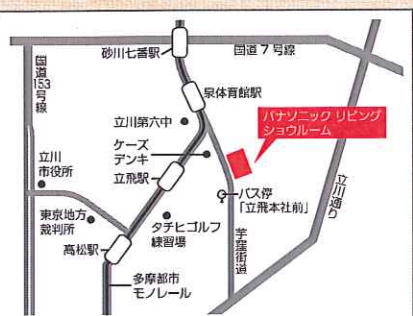 砂川七番駅
国道7号線
国道153号線
泉体育館駅
パナソニック リビング
ショウルーム
立川第六中
ケーズ
デンキ
立川
市役所
立飛駅
バス停
「立飛本社前」
立川通り
東京地方
裁判所
タチヒゴルフ
練習場
芋窪街道
高松駅
多摩都市
モノレール